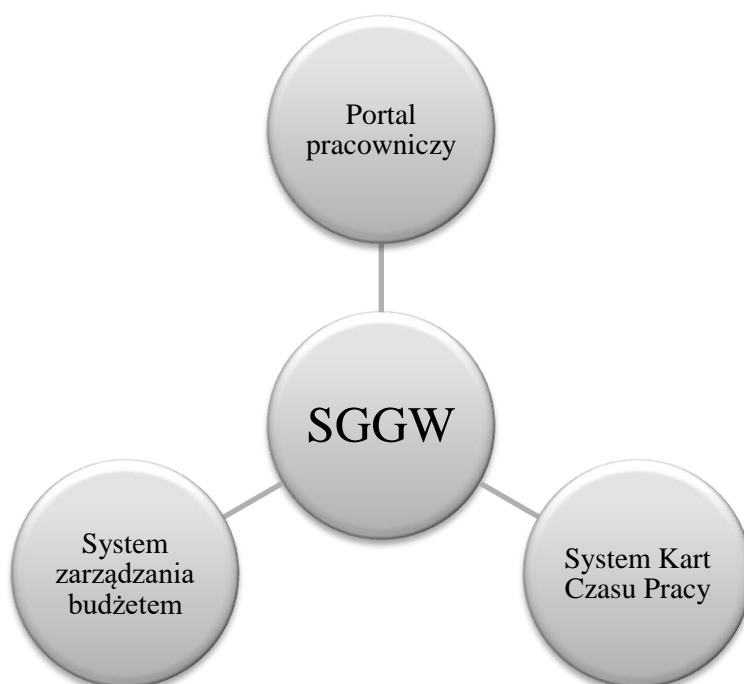 Portal
pracowniczy
SGGW
System
zarządzania
budżetem
System Kart
Czasu Pracy